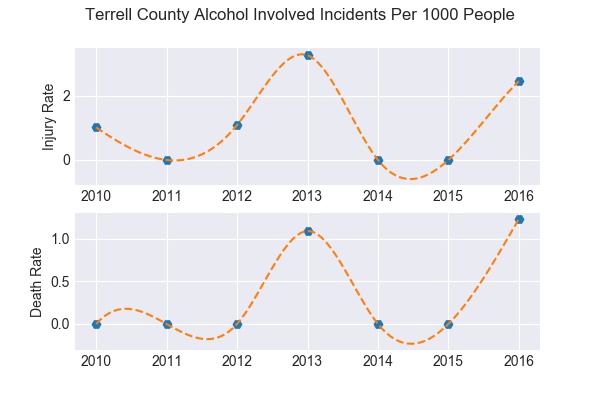 Terrell County Alcohol Involved Incidents Per 1000 People
Injury Rate
2
0
2010 2011 2012 2013 2014 2015 2016
Death Rate
1.0
0.5
0.0
2010 2011 2012 2013 2014 2015 2016